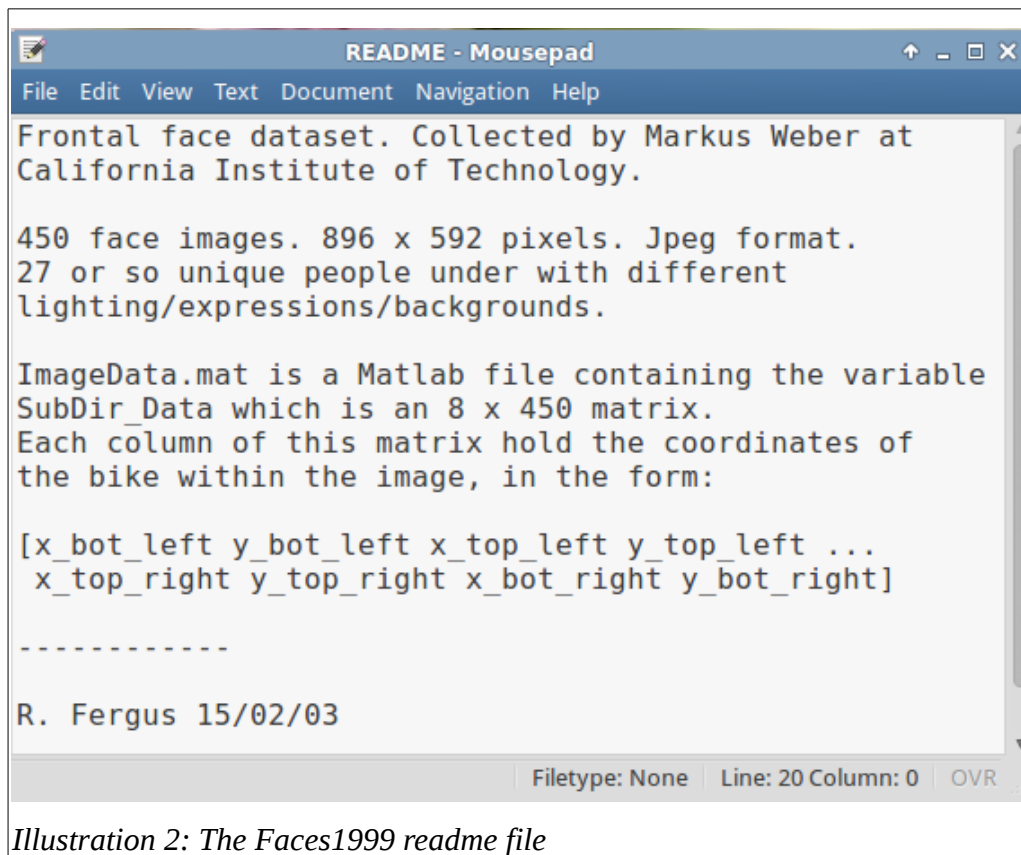 README - Mousepad
File Edit View Text Document Navigation Help
Frontal face dataset. Collected by Markus Weber at
California Institute of Technology.
450 face images. 896 x 592 pixels. Jpeg format.
27 or so unique people under with different
lighting/expressions/backgrounds.
ImageData.mat is a Matlab file containing the variable
SubDir_Data which is an 8 x 450 matrix.
Each column of this matrix hold the coordinates of
the bike within the image, in the form:
[x_bot_left y_bot_left x_top_left y_top_left ...
x_top_right y_top_right x_bot_right y_bot_right]
------------
R. Fergus 15/02/03
Filetype: None Line: 20 Column: 0 OVR
Illustration 2: The Faces1999 readme file